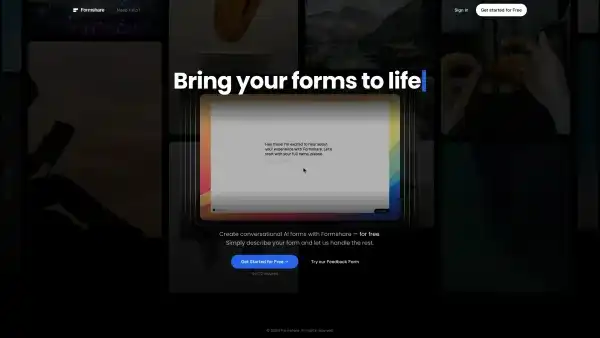 Formshare
Need Help?
Sign in
Get started for Free
Bring your forms to life
Hey there! I'm excited to hear about
your experience with Formshare. Let's
start with your full name, please.
Create conversational AI forms with Formshare — for free.
Simply describe your form and let us handle the rest.
Get Started for Free
Try our Feedback Form
All rights reserved.